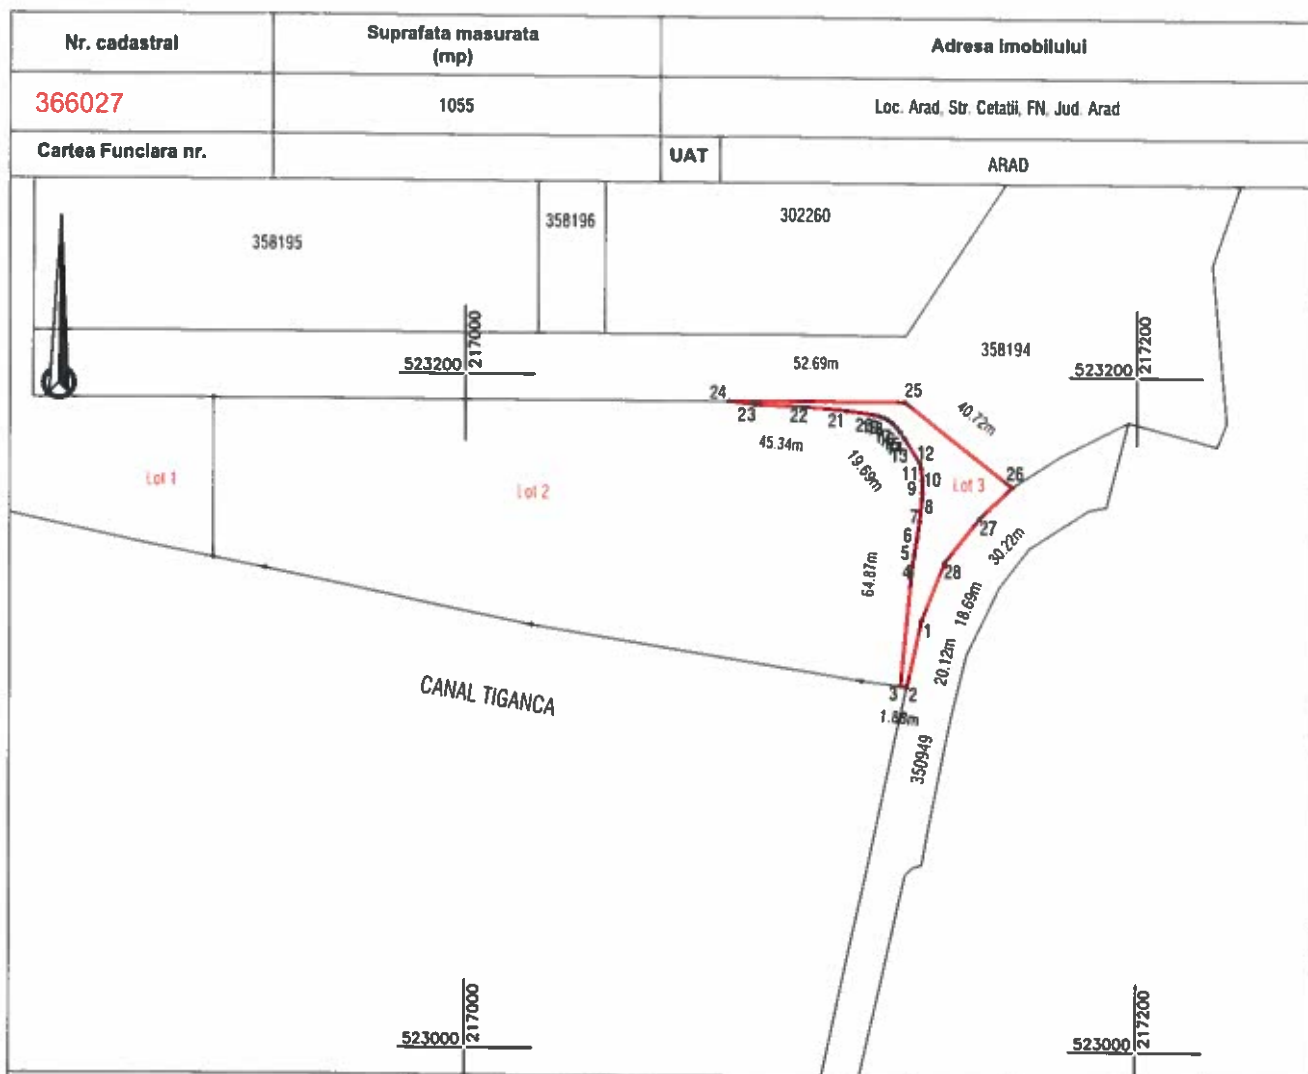 Nr. cadastral
Suprafata masurata
(mp)
Adresa imobilului
366027
1055
Loc. Arad, Str. Cetatii, FN, Jud. Arad
Cartea Funciara nr.
UAT
ARAD
358195
358196
302260
523200
217000
358194
523200
217200
52.69m
24
25
23
22
21
45.34m
40.72m
26
12
13
19.69m
11
10
9
8
7
6
5
4
Lot 1
Lot 2
Lot 3
27
30.22m
28
64.87m
18.69m
1
20.12m
3
2
CANAL TIGANCA
350949
523000
217000
523000
217200